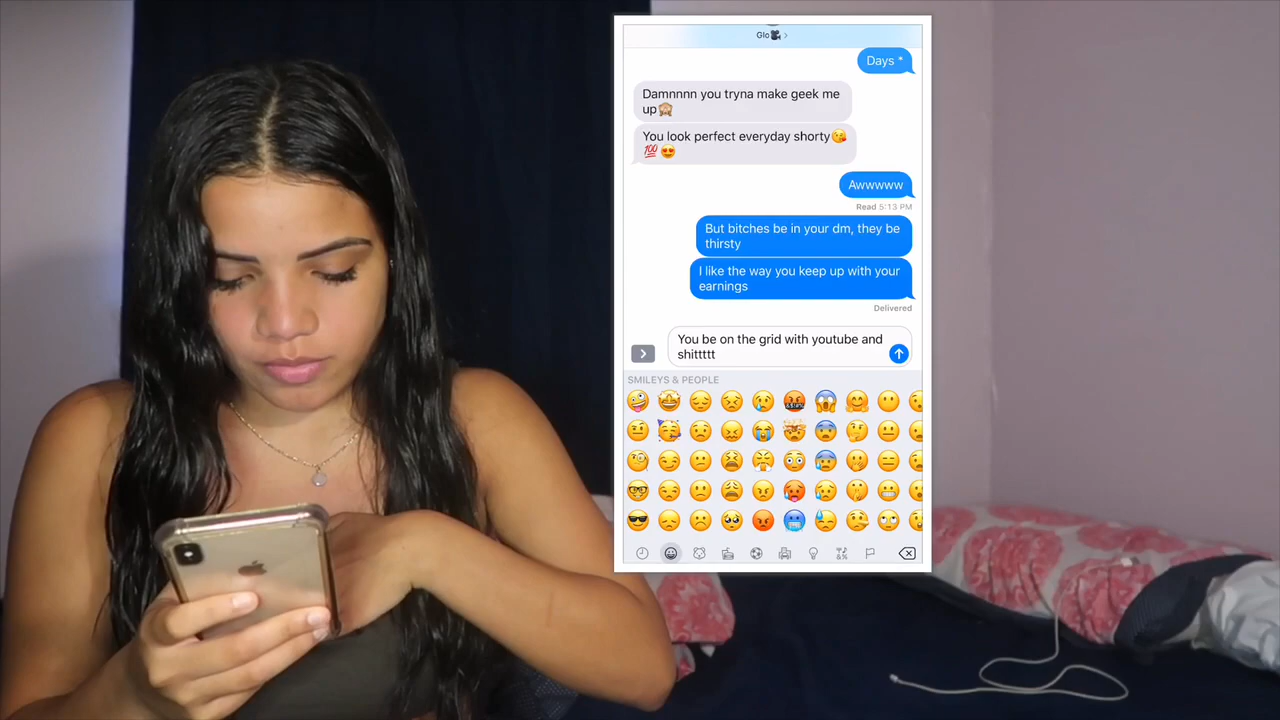 Glo🎥 >
Days *
Damnnnn you tryna make geek me
up🙈
You look perfect everyday shorty😘
💯😍
Awwwww
Read 5:13 PM
But bitches be in your dm, they be
thirsty
I like the way you keep up with your
earnings
Delivered
You be on the grid with youtube and
shittttt
SMILEYS & PEOPLE